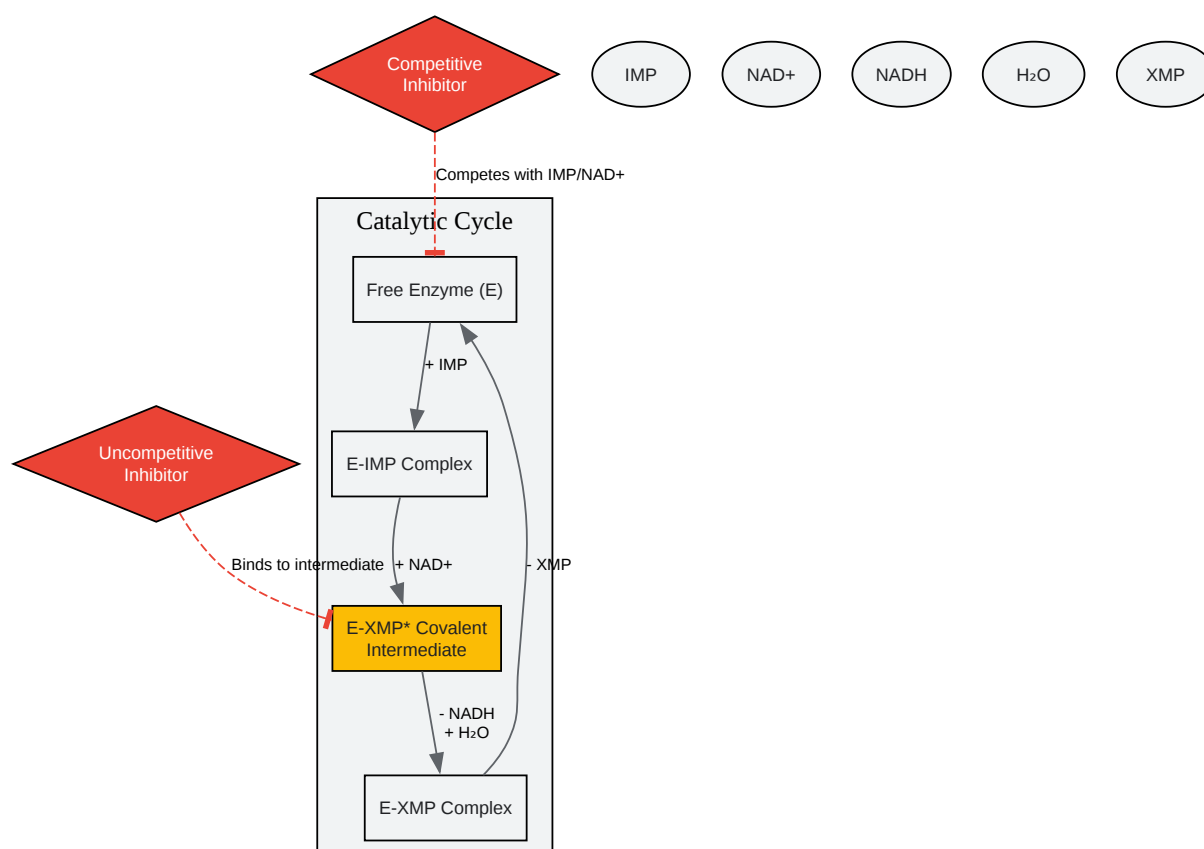 Competitive
Inhibitor
IMP
NAD+
NADH
H₂O
XMP
Competes with IMP/NAD+
Catalytic Cycle
Free Enzyme (E)
+ IMP
E-IMP Complex
Uncompetitive
Inhibitor
Binds to intermediate
+ NAD+
- XMP
E-XMP* Covalent
Intermediate
- NADH
+ H₂O
E-XMP Complex